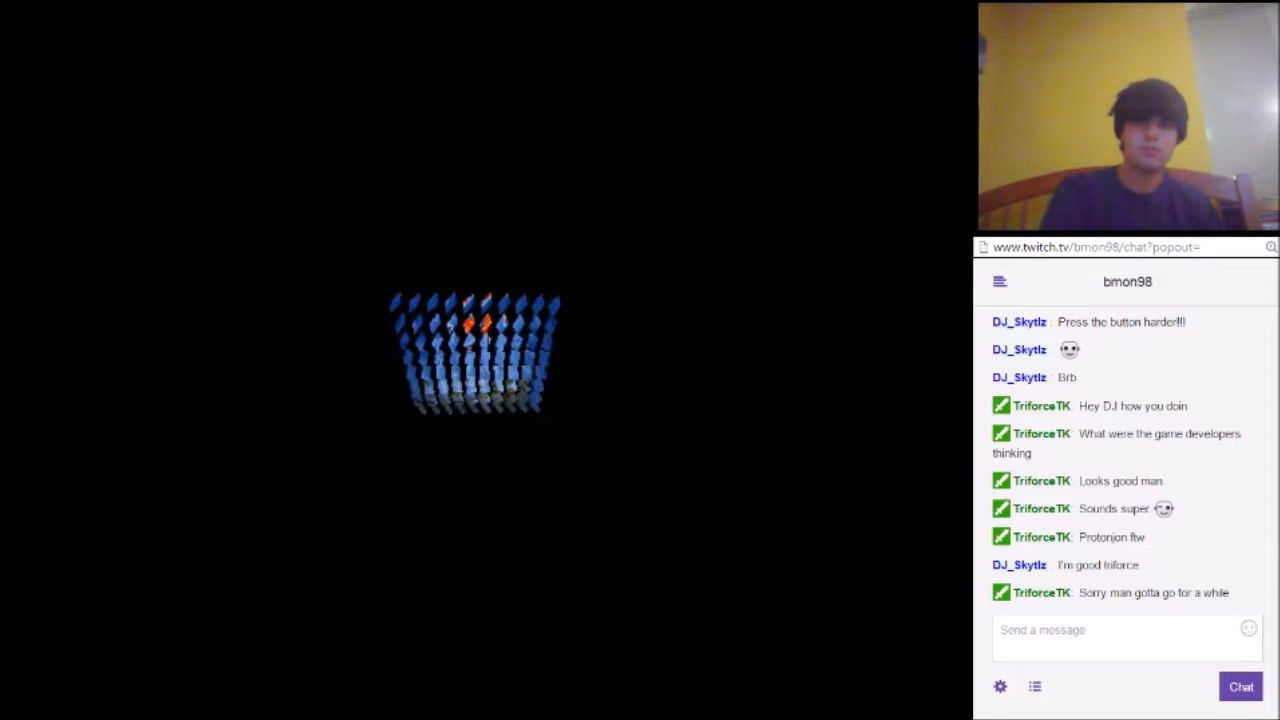 www.twitch.tv/bmon98/chat?popout=
bmon98
DJ_Skytlz : Press the button harder!!!
DJ_Skytlz
DJ_Skytlz : Brb
TriforceTK: Hey DJ how you doin
TriforceTK: What were the game developers
thinking
TriforceTK: Looks good man
TriforceTK: Sounds super
TriforceTK: Protonjon ftw
DJ_Skytlz : I'm good triforce
TriforceTK: Sorry man gotta go for a while
Send a message
Chat